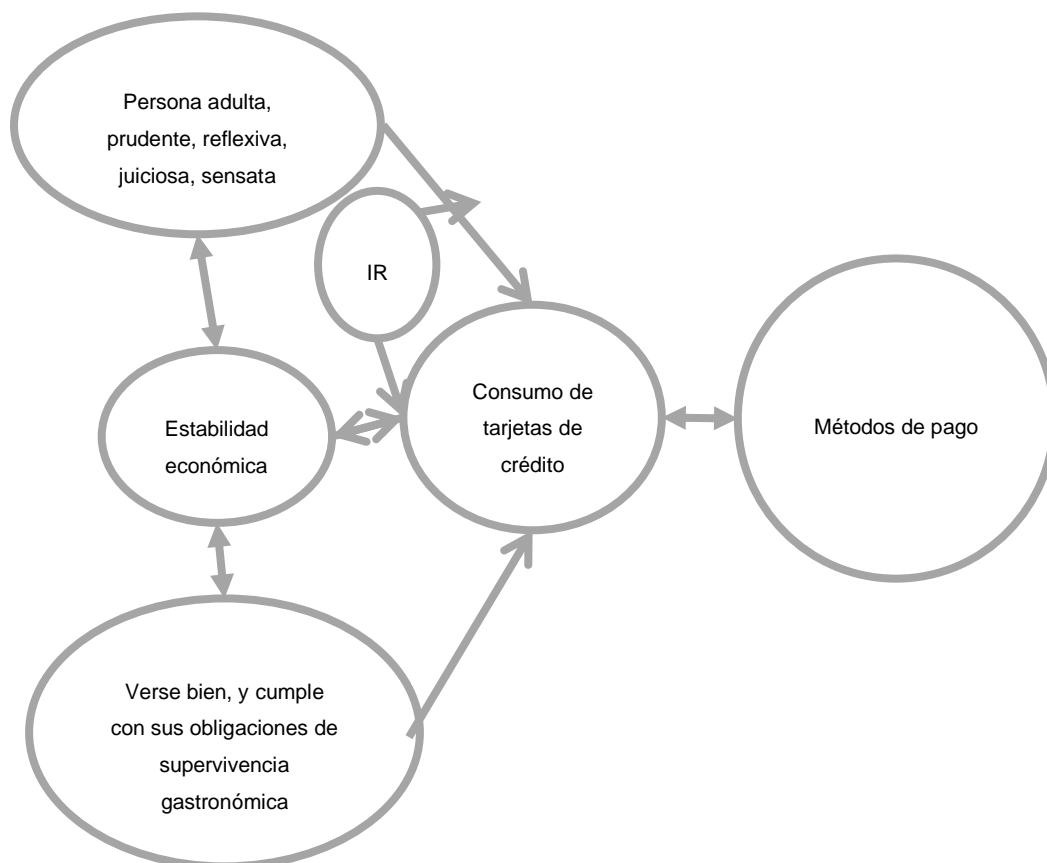 Persona adulta,
prudente, reflexiva,
juiciosa, sensata
IR
Consumo de
tarjetas de
crédito
Métodos de pago
Estabilidad
económica
Verse bien, y cumple
con sus obligaciones de
supervivencia
gastronómica